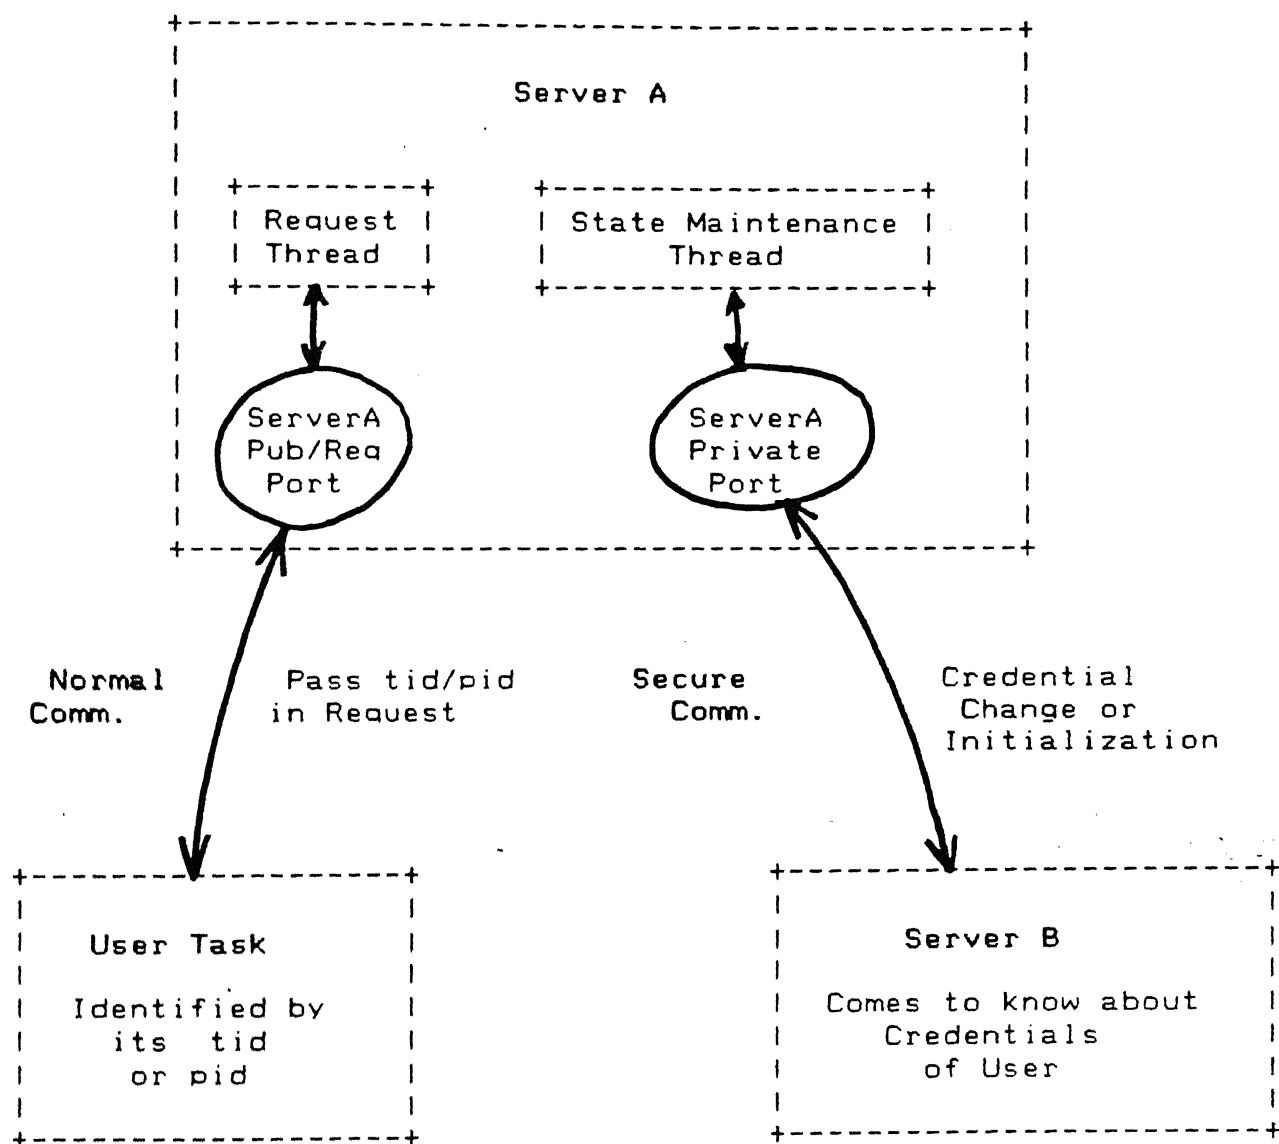 Server A
Request
Thread
State Maintenance
Thread
ServerA
Pub/Req
Port
ServerA
Private
Port
Normal
Comm.
Pass tid/pid
in Request
Secure
Comm.
Credential
Change or
Initialization
User Task
Identified by
its tid
or pid
Server B
Comes to know about
Credentials
of User